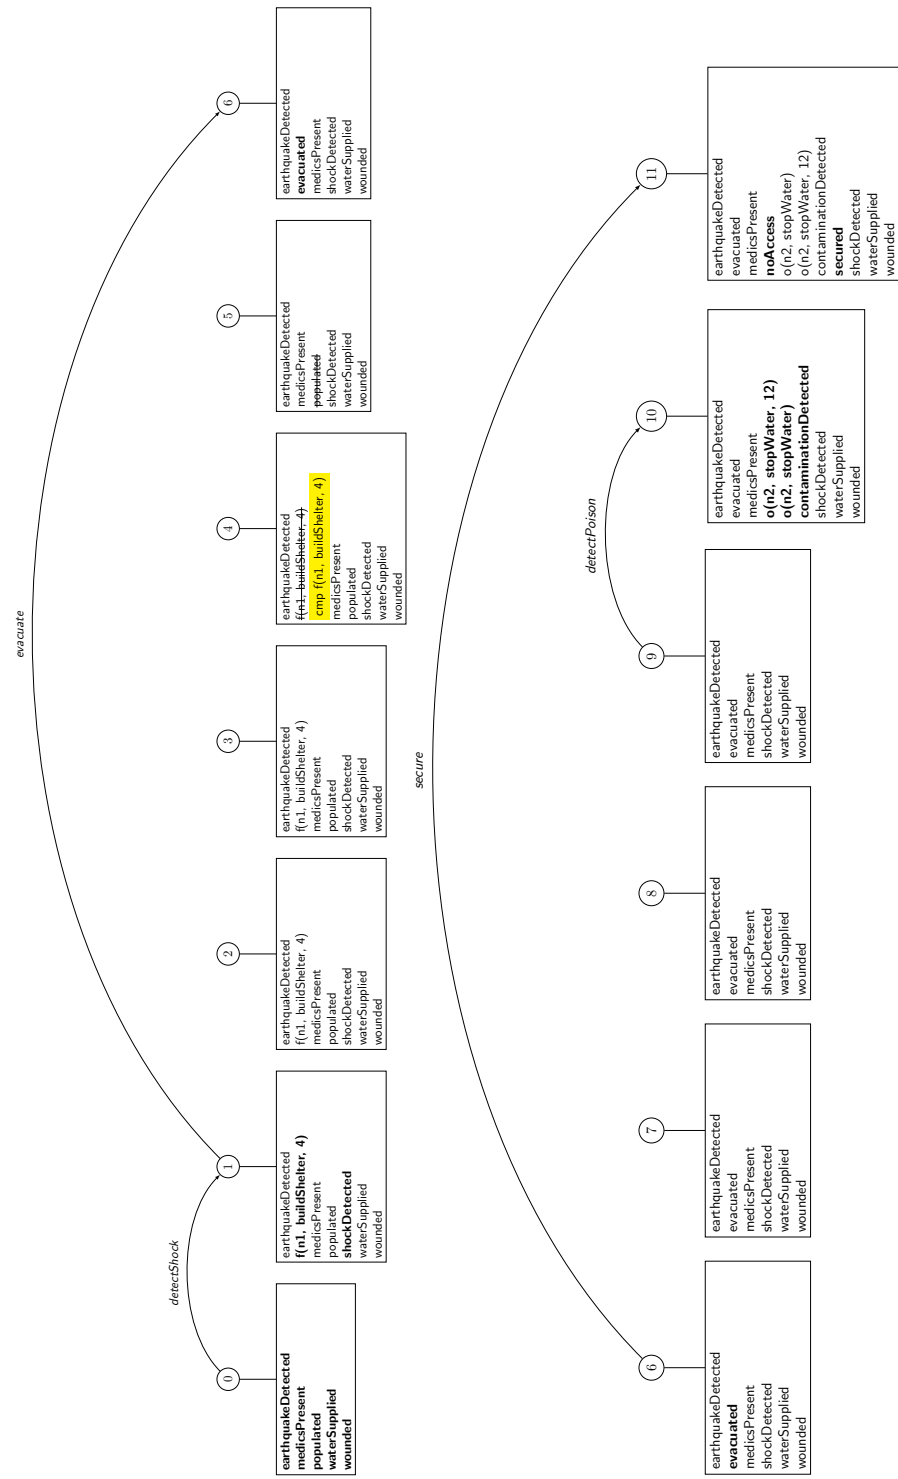 evacuate
detectShock
0
1
2
3
4
5
6
earthquakeDetected
medicsPresent
populated
waterSupplied
wounded
earthquakeDetected
f(n1, buildShelter, 4)
medicsPresent
populated
shockDetected
waterSupplied
wounded
earthquakeDetected
f(n1, buildShelter, 4)
medicsPresent
populated
shockDetected
waterSupplied
wounded
earthquakeDetected
f(n1, buildShelter, 4)
medicsPresent
populated
shockDetected
waterSupplied
wounded
earthquakeDetected
f(n1, buildShelter, 4)
cmp f(n1, buildShelter, 4)
medicsPresent
populated
shockDetected
waterSupplied
wounded
earthquakeDetected
medicsPresent
populated
shockDetected
waterSupplied
wounded
earthquakeDetected
evacuated
medicsPresent
shockDetected
waterSupplied
wounded
secure
detectPoison
6
7
8
9
10
11
earthquakeDetected
evacuated
medicsPresent
shockDetected
waterSupplied
wounded
earthquakeDetected
evacuated
medicsPresent
shockDetected
waterSupplied
wounded
earthquakeDetected
evacuated
medicsPresent
shockDetected
waterSupplied
wounded
earthquakeDetected
evacuated
medicsPresent
shockDetected
waterSupplied
wounded
earthquakeDetected
evacuated
medicsPresent
o(n2, stopWater, 12)
o(n2, stopWater)
contaminationDetected
shockDetected
waterSupplied
wounded
earthquakeDetected
evacuated
medicsPresent
noAccess
o(n2, stopWater)
o(n2, stopWater, 12)
contaminationDetected
secured
shockDetected
waterSupplied
wounded